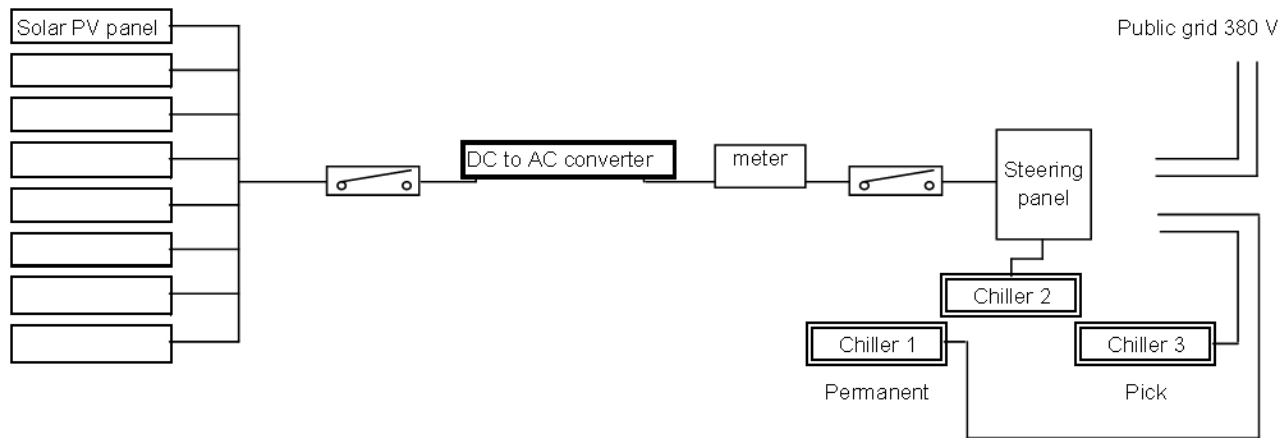 Solar PV panel
Public grid 380 V
DC to AC converter
meter
Steering
panel
Chiller 2
Chiller 1
Chiller 3
Permanent
Pick